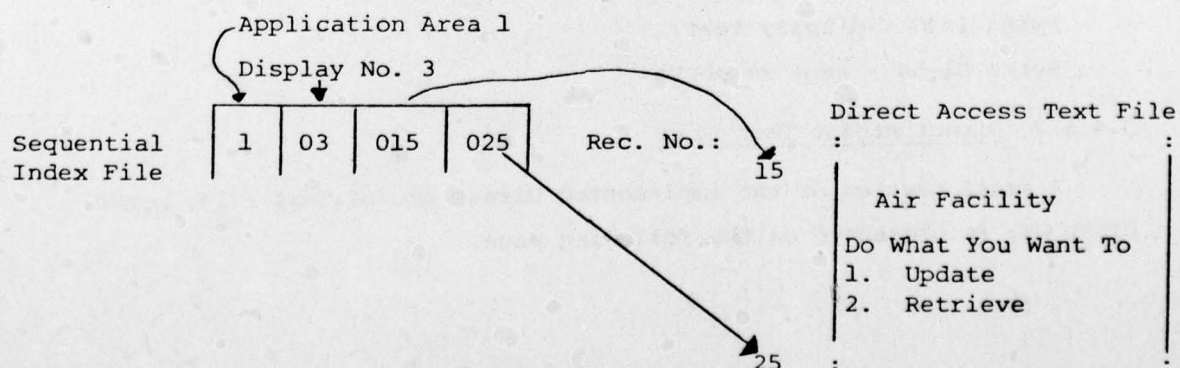 Application Area 1
Display No. 3
Direct Access Text File
Sequential Index File
1 03 015 025
Rec. No.:
15
Air Facility
Do What You Want To
1. Update
2. Retrieve
25